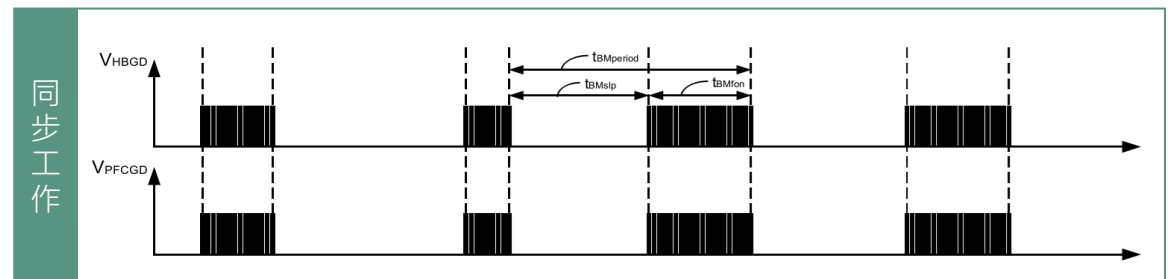 同步工作
VHBGD
tBMperiod
tBMslp
tBMfon
VPFCGD